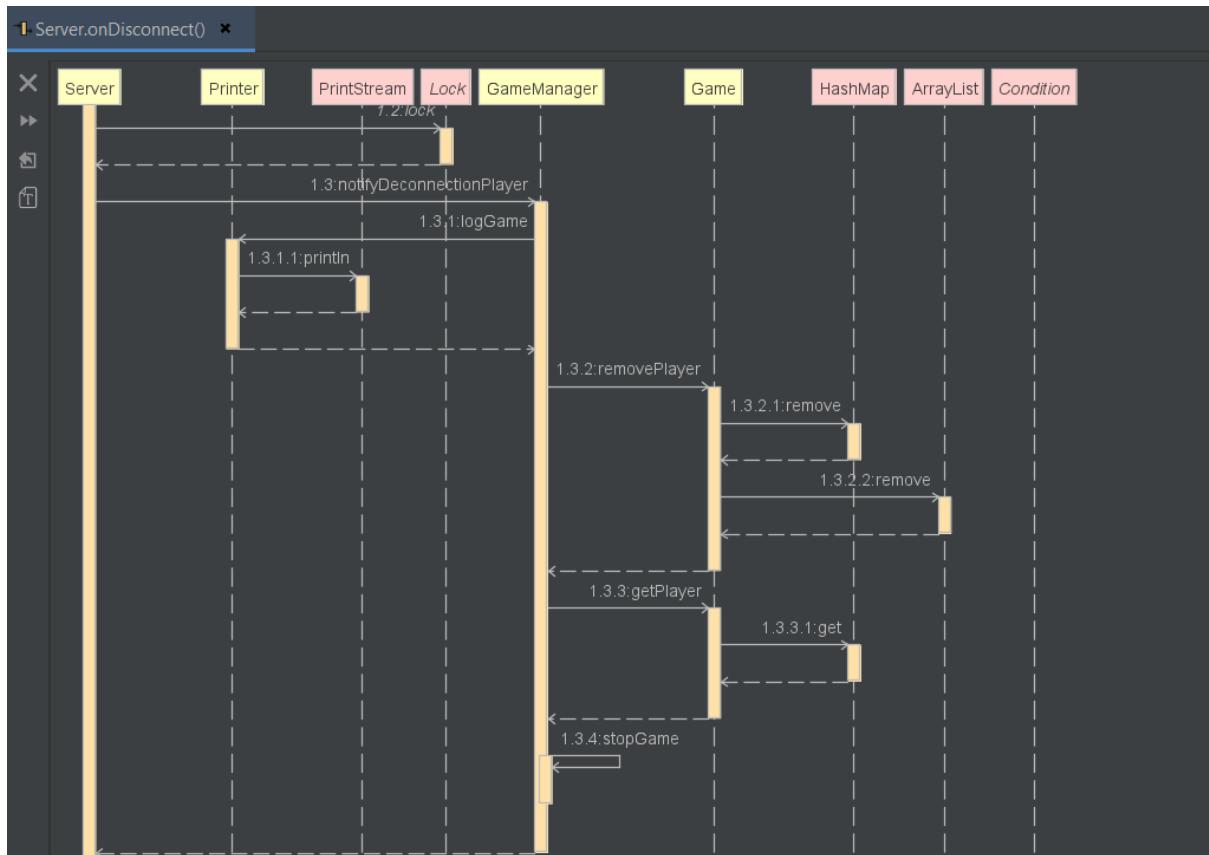 Server.onDisconnect()
Server
Printer
PrintStream
Lock
GameManager
Game
HashMap
ArrayList
Condition
1.2:lock
1.3:notifyDeconnectionPlayer
1.3.1:logGame
1.3.1.1:println
1.3.2:removePlayer
1.3.2.1:remove
1.3.2.2:remove
1.3.3:getPlayer
1.3.3.1:get
1.3.4:stopGame